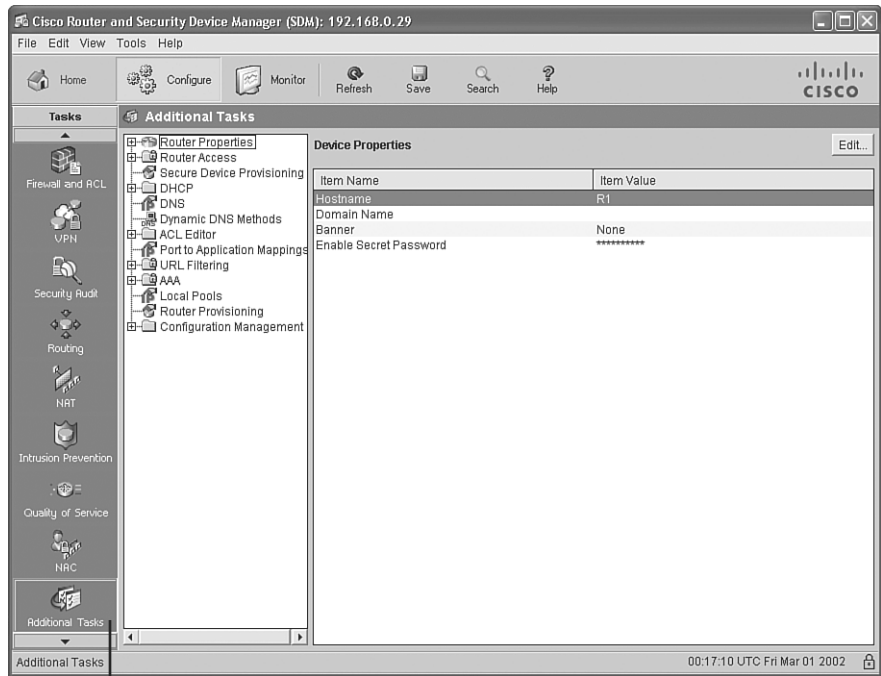 Cisco Router and Security Device Manager (SDM): 192.168.0.29
File Edit View Tools Help
Home Configure Monitor Refresh Save Search Help
CISCO
Tasks
Additional Tasks
Firewall and ACL
VPN
Security Audit
Routing
NAT
Intrusion Prevention
Quality of Service
NAC
Additional Tasks
Router Properties
Router Access
Secure Device Provisioning
DHCP
DNS
Dynamic DNS Methods
ACL Editor
Port to Application Mappings
URL Filtering
AAA
Local Pools
Router Provisioning
Configuration Management
Device Properties
Edit...
Item Name Item Value
Hostname R1
Domain Name
Banner None
Enable Secret Password **********
Additional Tasks
00:17:10 UTC Fri Mar 01 2002